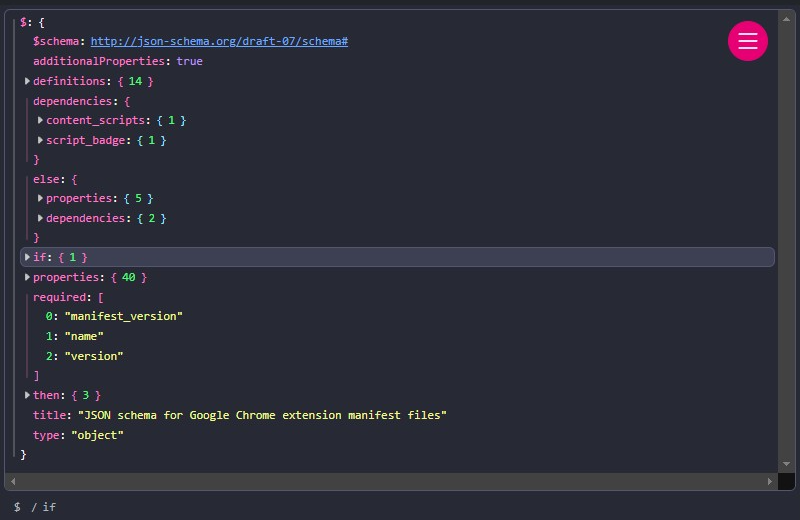 $: {
$schema: http://json-schema.org/draft-07/schema#
additionalProperties: true
definitions: { 14 }
dependencies: {
content_scripts: { 1 }
script_badge: { 1 }
}
else: {
properties: { 5 }
dependencies: { 2 }
}
if: { 1 }
properties: { 40 }
required: [
0: "manifest_version"
1: "name"
2: "version"
]
then: { 3 }
title: "JSON schema for Google Chrome extension manifest files"
type: "object"
}
$ / if